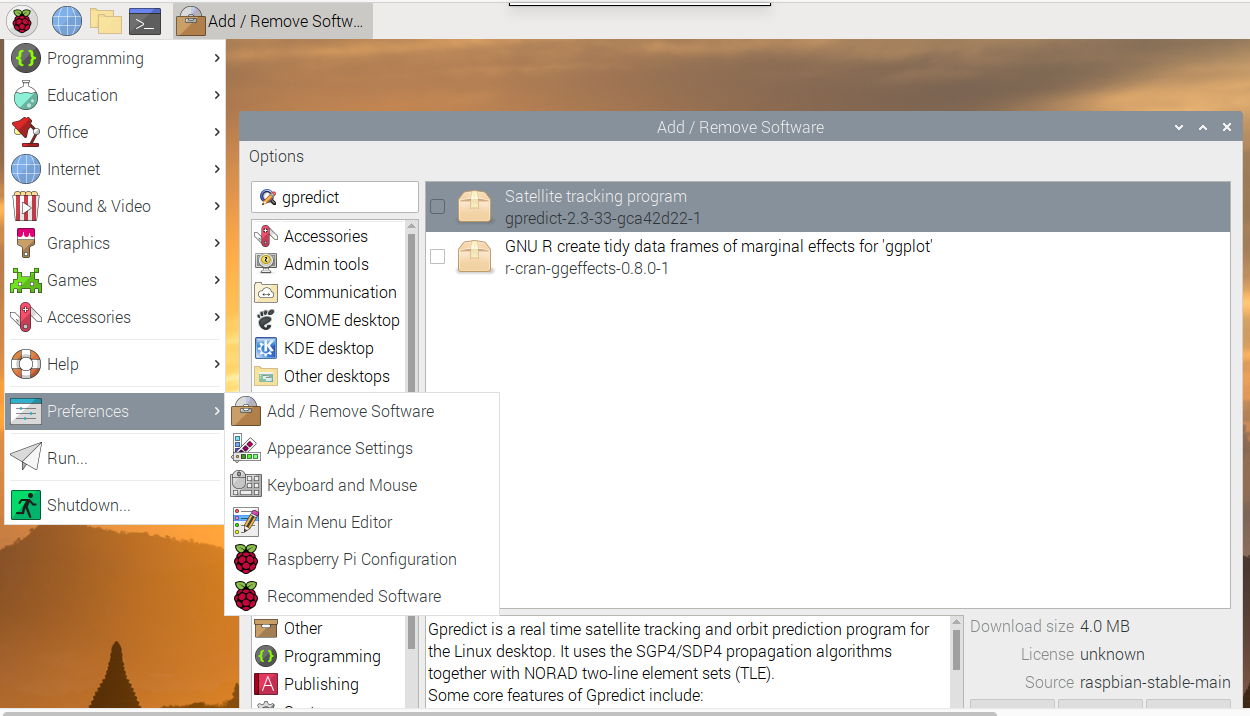 Add / Remove Softw...
Programming
Education
Office
Internet
Sound & Video
Graphics
Games
Accessories
Help
Preferences
Run...
Shutdown...
Add / Remove Software
Appearance Settings
Keyboard and Mouse
Main Menu Editor
Raspberry Pi Configuration
Recommended Software
Add / Remove Software
Options
gpredict
Accessories
Admin tools
Communication
GNOME desktop
KDE desktop
Other desktops
Other
Programming
Publishing
Satellite tracking program
gpredict-2.3-33-gca42d22-1
GNU R create tidy data frames of marginal effects for 'ggplot'
r-cran-ggeffects-0.8.0-1
Gpredict is a real time satellite tracking and orbit prediction program for
the Linux desktop. It uses the SGP4/SDP4 propagation algorithms
together with NORAD two-line element sets (TLE).
Some core features of Gpredict include:
Download size 4.0 MB
License unknown
Source raspbian-stable-main